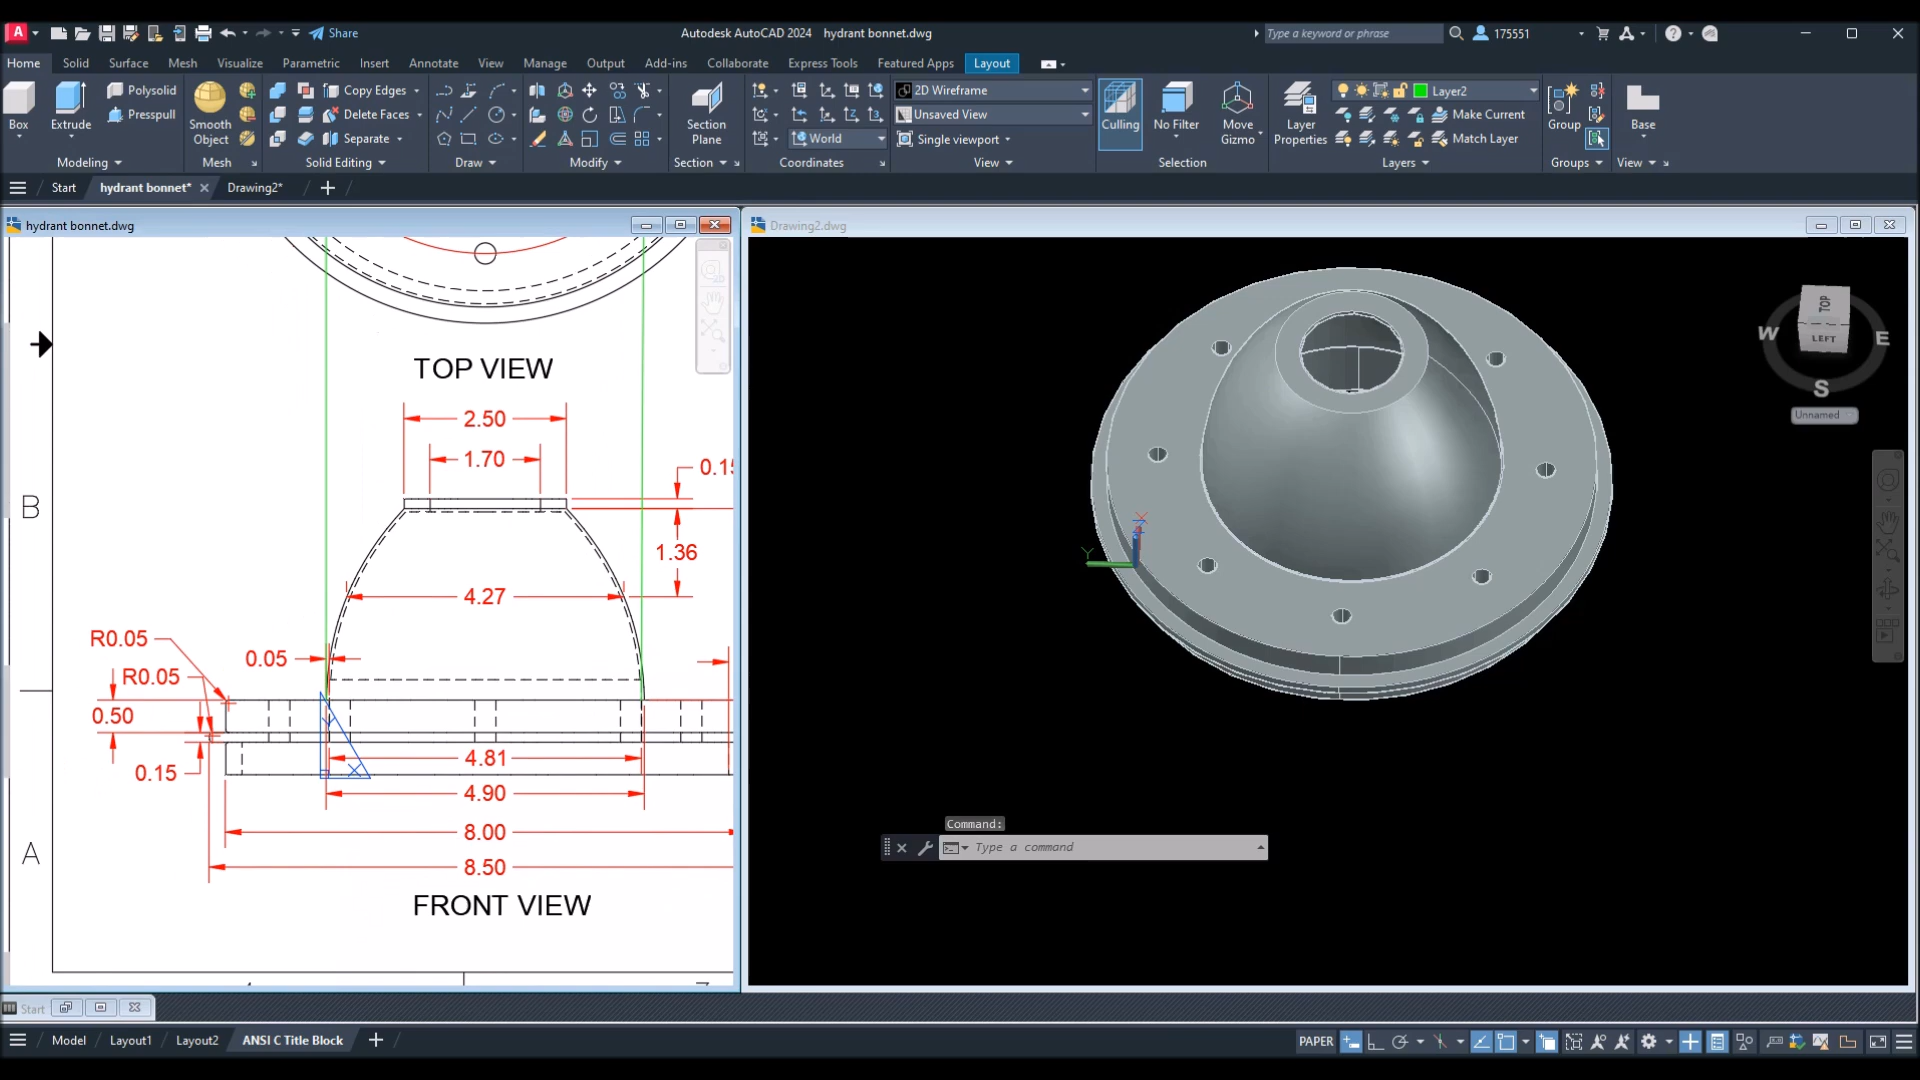 A Share Autodesk AutoCAD 2024 hydrant bonnet.dwg Type a keyword or phrase 175551
Home Solid Surface Mesh Visualize Parametric Insert Annotate View Manage Output Add-ins Collaborate Express Tools Featured Apps Layout
Polysolid Copy Edges 2D Wireframe Layer2
Presspull Delete Faces Unsaved View Make Current
Box Extrude Smooth Object Separate Section Plane World Single viewport Culling No Filter Move Gizmo Layer Properties Match Layer Group Base
Modeling Mesh Solid Editing Draw Modify Section Coordinates View Selection Layers Groups View
Start hydrant bonnet* Drawing2*
hydrant bonnet.dwg
TOP VIEW
2.50
1.70
0.15
B
1.36
4.27
R0.05
0.05
R0.05
0.50
4.81
0.15
4.90
8.00
A
8.50
FRONT VIEW
Drawing2.dwg
TOP
W E
LEFT
S
Unnamed
X
Z
Y
Command:
Type a command
Start
Model Layout1 Layout2 ANSI C Title Block PAPER